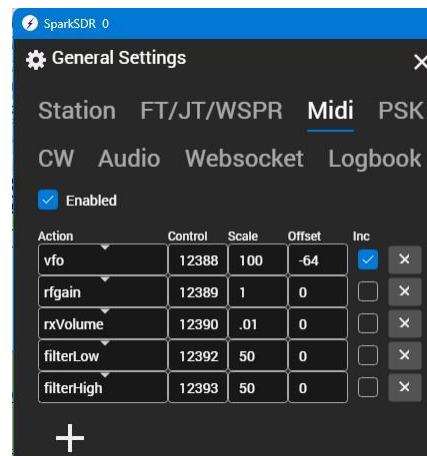 SparkSDR 0
General Settings
Station FT/JT/WSPR Midi PSK
CW Audio Websocket Logbook
Enabled
Action Control Scale Offset Inc
vfo 12388 100 -64
rfgain 12389 1 0
rxVolume 12390 .01 0
filterLow 12392 50 0
filterHigh 12393 50 0